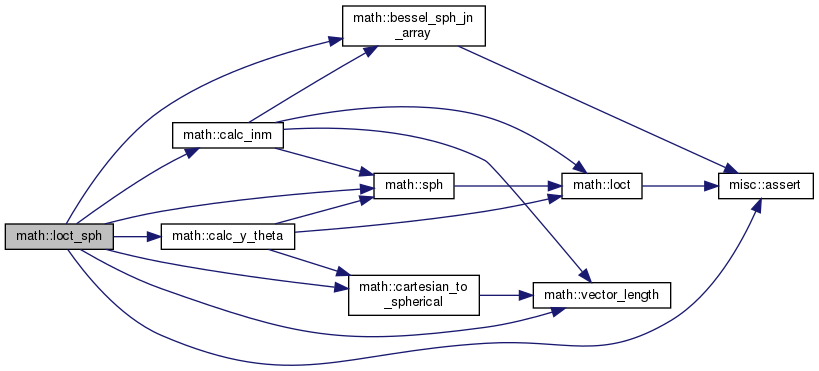 math::bessel_sph_jn
_array
math::calc_inm
math::sph
math::loct
misc::assert
math::loct_sph
math::calc_y_theta
math::cartesian_to
_spherical
math::vector_length